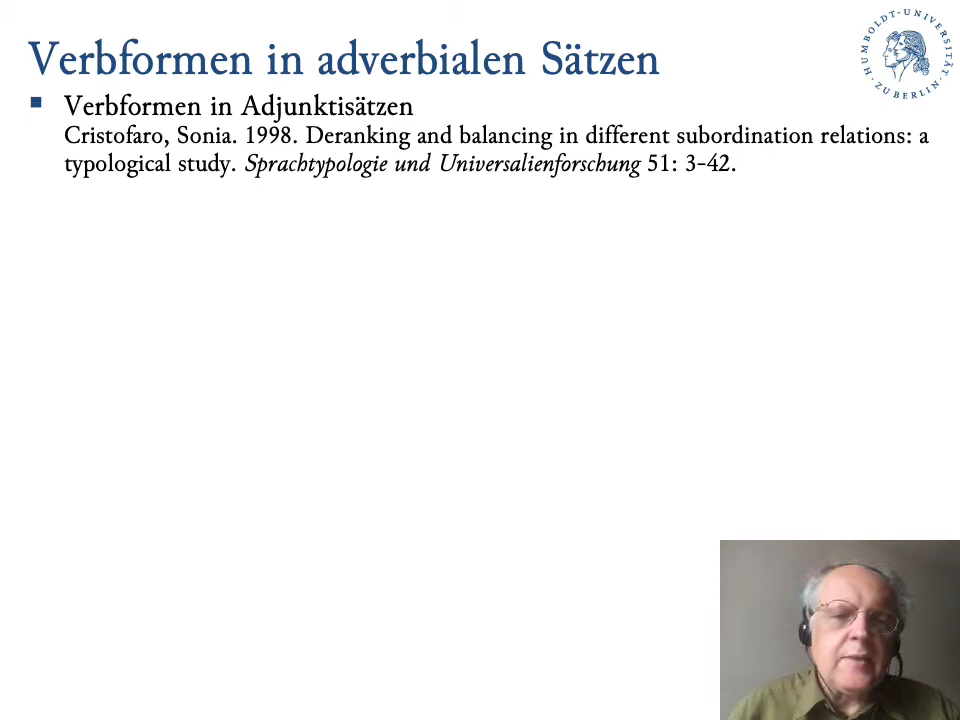 Verbformen in adverbialen Sätzen
HUMBOLDT-UNIVERSITÄT
ZU BERLIN
▪ Verbformen in Adjunktisätzen
Cristofaro, Sonia. 1998. Deranking and balancing in different subordination relations: a
typological study. Sprachtypologie und Universalienforschung 51: 3-42.